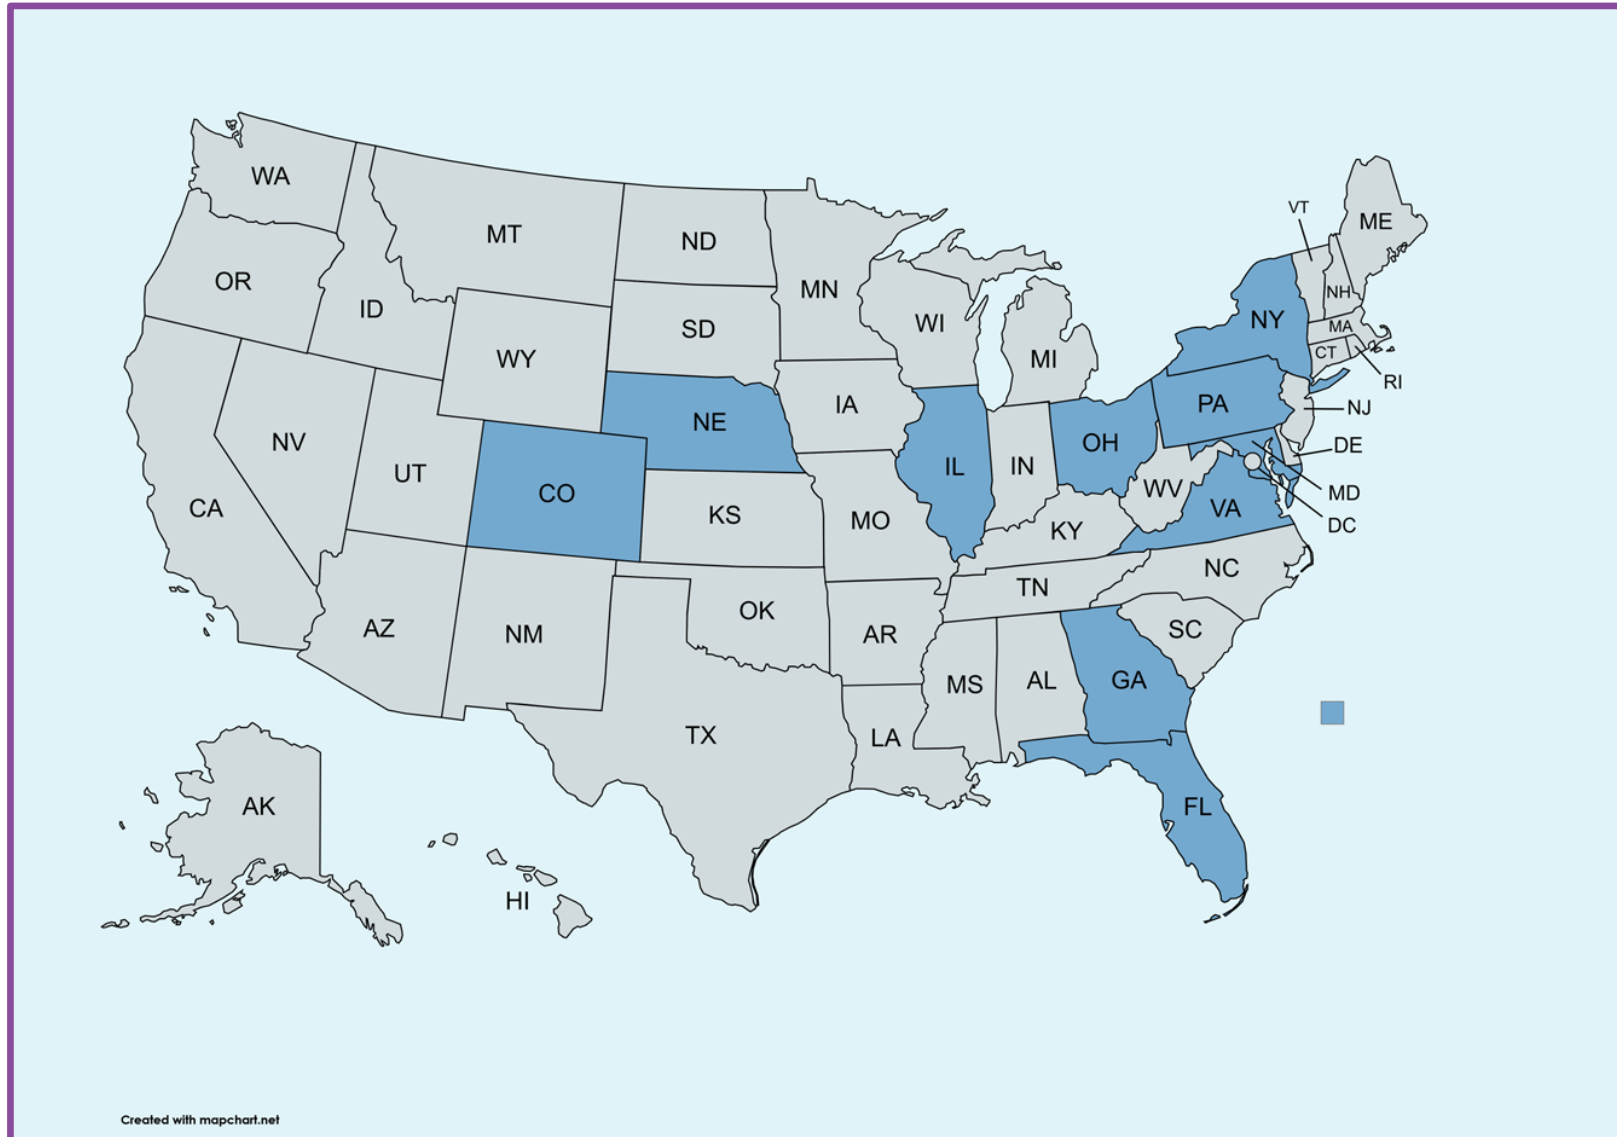 WA
MT
ND
MN
VT
ME
OR
ID
SD
WI
NH
NY
MA
WY
MI
CT
RI
NE
IA
PA
NJ
NV
UT
CO
IL
IN
OH
DE
CA
KS
MO
WV
VA
MD
DC
KY
NC
AZ
NM
OK
AR
TN
SC
MS
AL
GA
TX
LA
AK
FL
HI
Created with mapchart.net